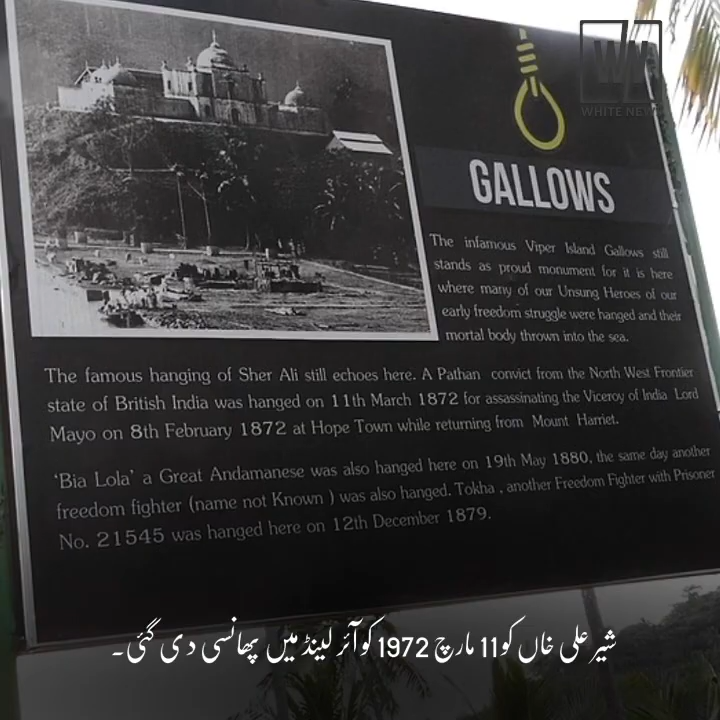 WN
WHITE NEW
GALLOWS
The infamous Viper Island Gallows still
stands as proud monument for it is here
where many of our Unsung Heroes of our
early freedom struggle were hanged and their
mortal body thrown into the sea.
The famous hanging of Sher Ali still echoes here. A Pathan convict from the North West Frontier
state of British India was hanged on 11th March 1872 for assassinating the Viceroy of India Lord
Mayo on 8th February 1872 at Hope Town while returning from Mount Harriet.
‘Bia Lola’ a Great Andamanese was also hanged here on 19th May 1880, the same day another
freedom fighter (name not Known ) was also hanged. Tokha , another Freedom Fighter with Prisoner
No. 21545 was hanged here on 12th December 1879.
شیر علی خاں کو 11 مارچ 1972 کو آئر لینڈ میں پھانسی دی گئی۔